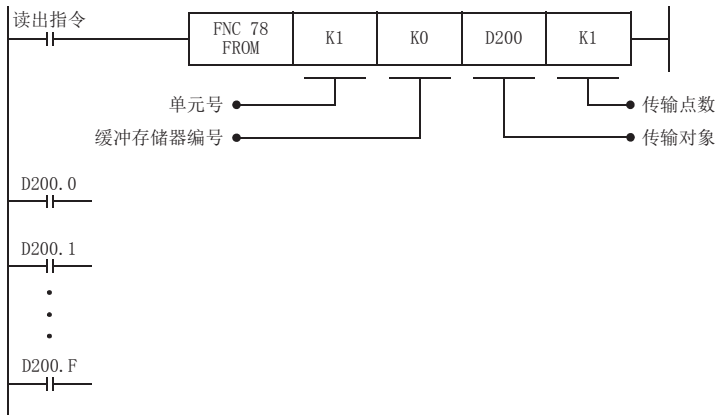 读出指令
FNC 78
FROM
K1
K0
D200
K1
单元号
传输点数
缓冲存储器编号
传输对象
D200.0
D200.1
D200.F